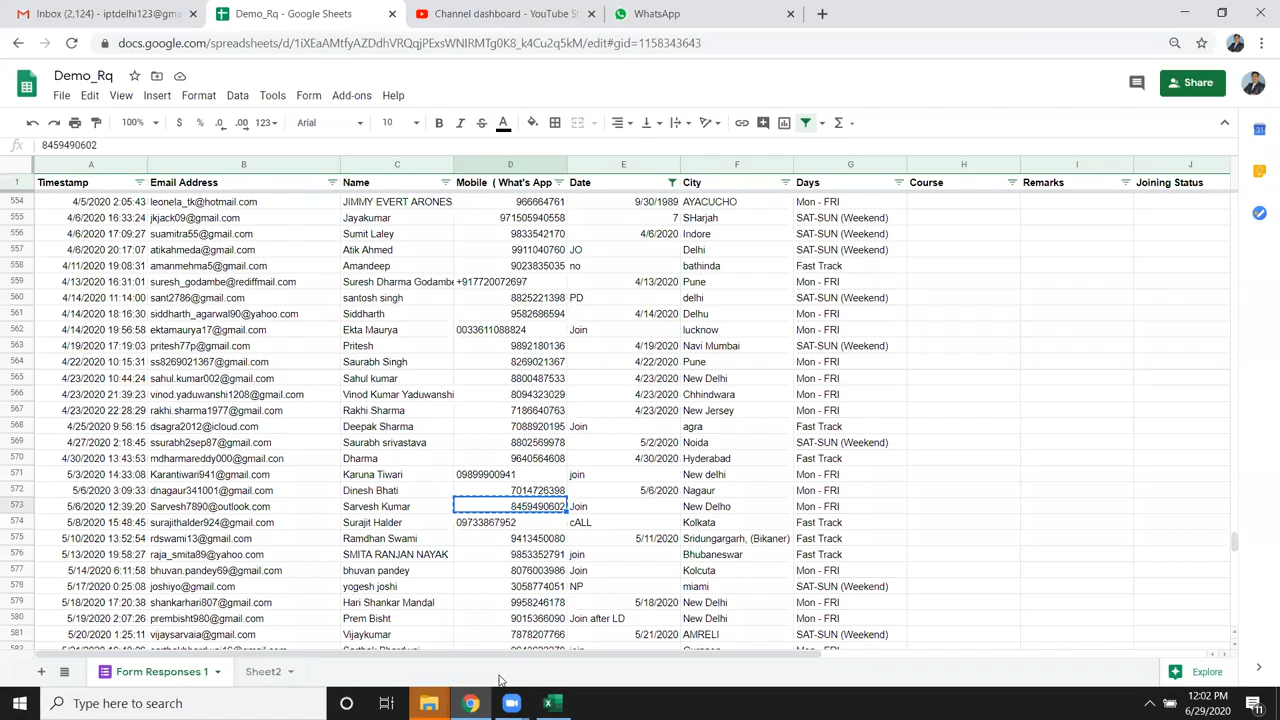 Inbox (2,124) - iptdelhi123@gma
Demo_Rq - Google Sheets
Channel dashboard - YouTube St
WhatsApp
docs.google.com/spreadsheets/d/1iXEaAMtfyAZDdhVRQqjPExsWNIRMTg0K8_k4Cu2q5kM/edit#gid=1158343643
Demo_Rq
Share
File Edit View Insert Format Data Tools Form Add-ons Help
100% $ % .0 .00 123 Arial 10 B I S A
fx 8459490602
A B C D E F G H I J
1 Timestamp Email Address Name Mobile ( What's App Date City Days Course Remarks Joining Status
554 4/5/2020 2:05:43 leonela_tk@hotmail.com JIMMY EVERT ARONES 966664761 9/30/1989 AYACUCHO Mon - FRI
555 4/6/2020 16:33:24 jkjack09@gmail.com Jayakumar 971505940558 7 SHarjah SAT-SUN (Weekend)
556 4/6/2020 17:09:27 suamitra55@gmail.com Sumit Laley 9833542170 4/6/2020 Indore SAT-SUN (Weekend)
557 4/6/2020 20:17:07 atikahmeda@gmail.com Atik Ahmed 9911040760 JO Delhi SAT-SUN (Weekend)
558 4/11/2020 19:08:31 amanmehma5@gmail.com Amandeep 9023835035 no bathinda Fast Track
559 4/13/2020 16:31:01 suresh_godambe@rediffmail.com Suresh Dharma Godambe +917720072697 4/13/2020 Pune Mon - FRI
560 4/14/2020 11:14:00 sant2786@gmail.com santosh singh 8825221398 PD delhi SAT-SUN (Weekend)
561 4/14/2020 18:16:30 siddharth_agarwal90@yahoo.com Siddharth 9582686594 4/14/2020 Delhu Mon - FRI
562 4/14/2020 19:56:58 ektamaurya17@gmail.com Ekta Maurya 0033611088824 Join lucknow Mon - FRI
563 4/19/2020 17:19:03 pritesh77p@gmail.com Pritesh 9892180136 4/19/2020 Navi Mumbai SAT-SUN (Weekend)
564 4/22/2020 10:15:31 ss8269021367@gmail.com Saurabh Singh 8269021367 4/22/2020 Pune Mon - FRI
565 4/23/2020 10:44:24 sahul.kumar002@gmail.com Sahul kumar 8800487533 4/23/2020 New Delhi Mon - FRI
566 4/23/2020 21:39:23 vinod.yaduwanshi1208@gmail.com Vinod Kumar Yaduwanshi 8094323029 4/23/2020 Chhindwara Mon - FRI
567 4/23/2020 22:28:29 rakhi.sharma1977@gmail.com Rakhi Sharma 7186640763 4/23/2020 New Jersey Mon - FRI
568 4/25/2020 9:56:15 dsagra2012@icloud.com Deepak Sharma 7088920195 Join agra Fast Track
569 4/27/2020 2:18:45 ssurabh2sep87@gmail.com Saurabh srivastava 8802569978 5/2/2020 Noida SAT-SUN (Weekend)
570 4/30/2020 13:43:53 mdharmareddy000@gmail.con Dharma 9640564608 4/30/2020 Hyderabad Fast Track
571 5/3/2020 14:33:08 Karantiwari941@gmail.com Karuna Tiwari 09899900941 join New delhi Mon - FRI
572 5/6/2020 3:09:33 dnagaur341001@gmail.com Dinesh Bhati 7014726398 5/6/2020 Nagaur Mon - FRI
573 5/6/2020 12:39:20 Sarvesh7890@outlook.com Sarvesh Kumar 8459490602 Join New Delho Mon - FRI
574 5/8/2020 15:48:45 surajithalder924@gmail.com Surajit Halder 09733867952 cALL Kolkata Fast Track
575 5/10/2020 13:52:54 rdswami13@gmail.com Ramdhan Swami 9413450080 5/11/2020 Sridungargarh, (Bikaner) Fast Track
576 5/13/2020 19:58:27 raja_smita89@yahoo.com SMITA RANJAN NAYAK 9853352791 join Bhubaneswar Fast Track
577 5/14/2020 6:11:58 bhuvan.pandey69@gmail.com bhuvan pandey 8076003986 Join Kolcuta Mon - FRI
578 5/17/2020 0:25:08 joshiyo@gmail.com yogesh joshi 3058774051 NP miami SAT-SUN (Weekend)
579 5/18/2020 17:20:38 shankarhari807@gmail.com Hari Shankar Mandal 9958246178 5/18/2020 New Delhi Mon - FRI
580 5/19/2020 2:07:26 prembisht980@gmail.com Prem Bisht 9015366090 Join after LD New Delhi Mon - FRI
581 5/20/2020 1:25:11 vijaysarvaia@gmail.com Vijaykumar 7878207766 5/21/2020 AMRELI SAT-SUN (Weekend)
Form Responses 1 Sheet2 Explore
Type here to search
12:02 PM
6/29/2020
11